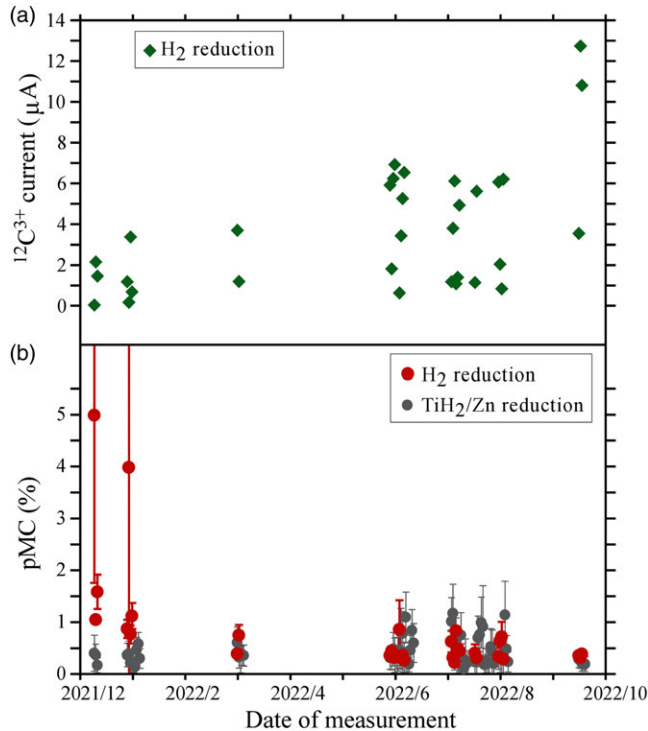 (a)
14
12
10
8
6
4
2
0
¹²C³⁺ current (μA)
H₂ reduction
(b)
5
4
3
2
1
0
pMC (%)
H₂ reduction
TiH₂/Zn reduction
2021/12 2022/2 2022/4 2022/6 2022/8 2022/10
Date of measurement